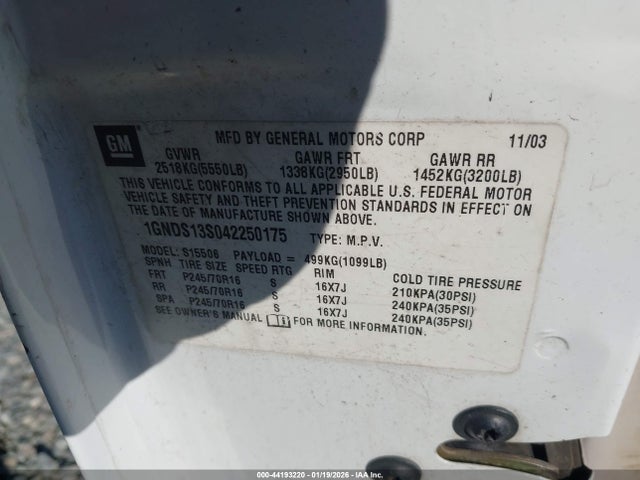 GM
MFD BY GENERAL MOTORS CORP 11/03
GVWR GAWR FRT GAWR RR
2518KG(5550LB) 1338KG(2950LB) 1452KG(3200LB)
THIS VEHICLE CONFORMS TO ALL APPLICABLE U.S. FEDERAL MOTOR
VEHICLE SAFETY AND THEFT PREVENTION STANDARDS IN EFFECT ON
THE DATE OF MANUFACTURE SHOWN ABOVE.
1GNDS13S042250175 TYPE: M.P.V.
MODEL: S15506 PAYLOAD = 499KG(1099LB)
SPNH TIRE SIZE SPEED RTG RIM COLD TIRE PRESSURE
FRT P245/70R16 S 16X7J 210KPA(30PSI)
RR P245/70R16 S 16X7J 240KPA(35PSI)
SPA P245/70R16 S 16X7J 240KPA(35PSI)
SEE OWNER'S MANUAL FOR MORE INFORMATION.
000-44193220 - 01/19/2026 - IAA Inc.